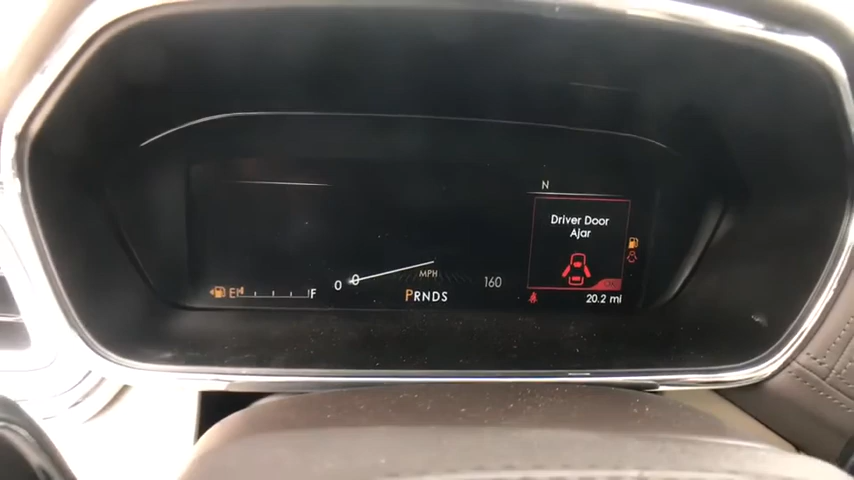 N
Driver Door
Ajar
E F
0 0 MPH 160
PRNDS
20.2 mi